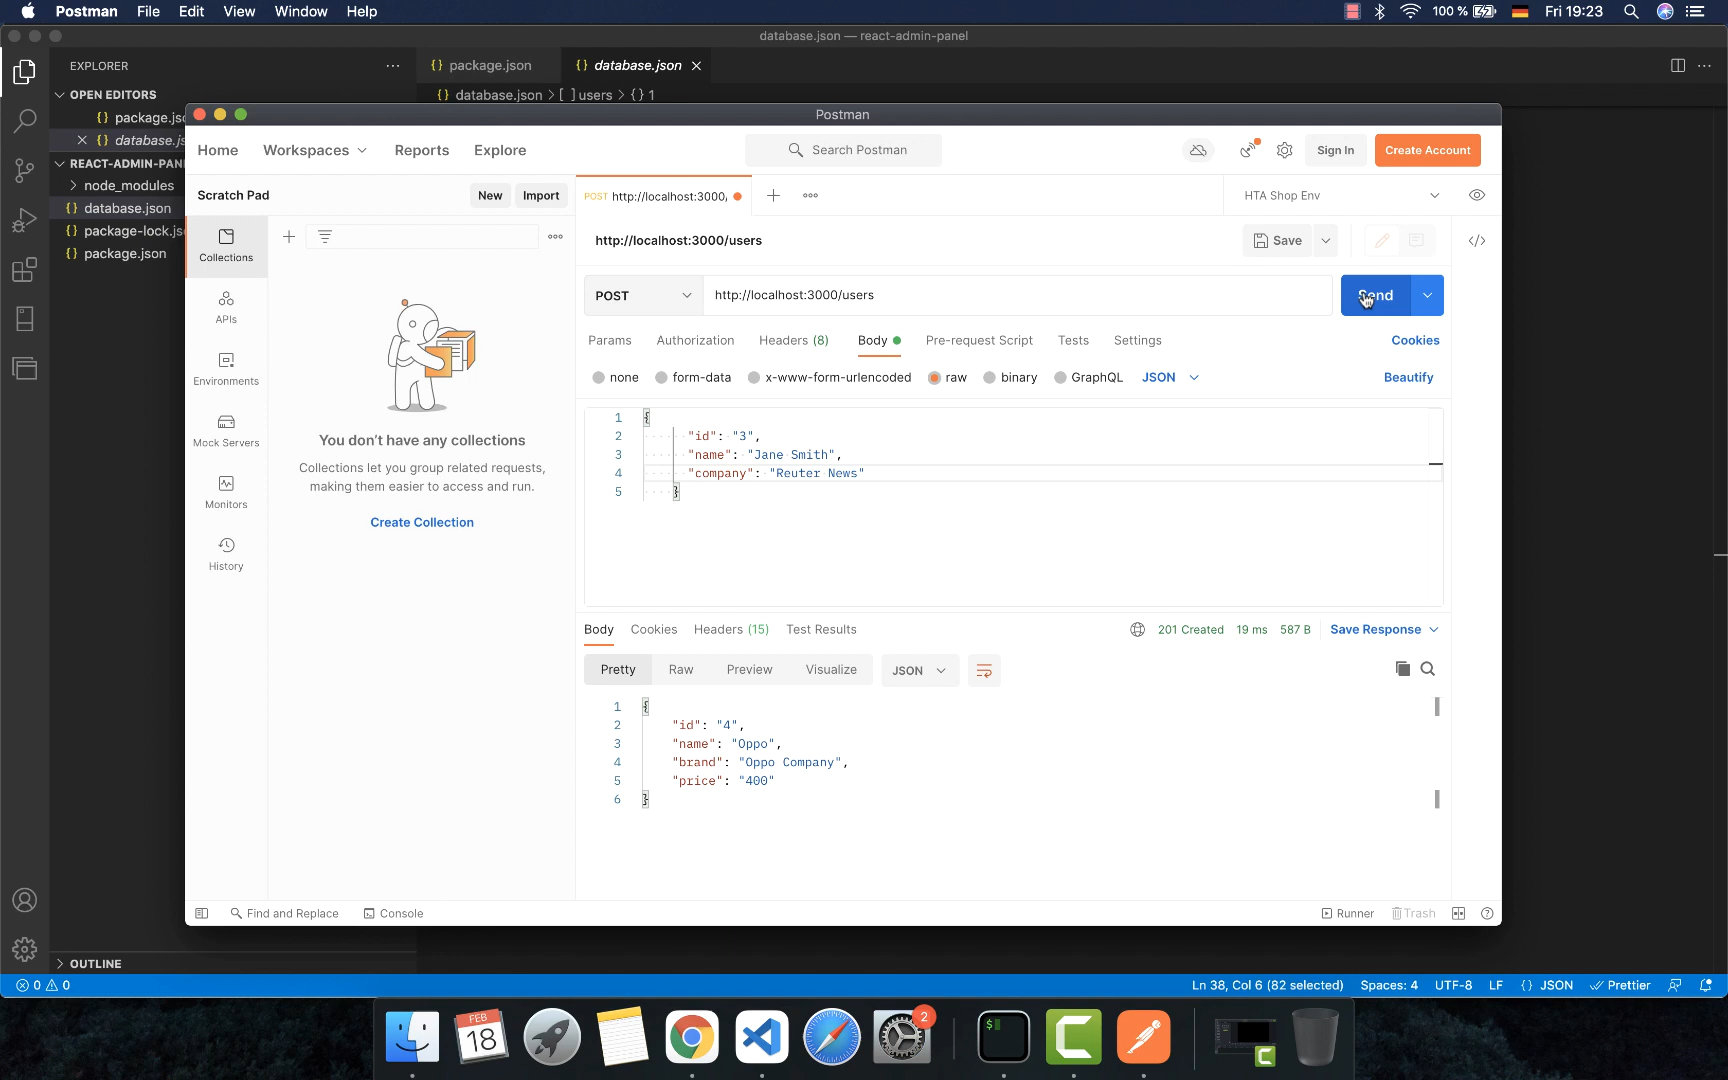 Postman File Edit View Window Help 100 % Fri 19:23
database.json — react-admin-panel
EXPLORER
package.json
database.json
OPEN EDITORS
database.json > [ ] users > {} 1
package.jso
database.js
REACT-ADMIN-PANE
node_modules
database.json
package-lock.js
package.json
OUTLINE
Postman
Home Workspaces Reports Explore
Search Postman
Sign In
Create Account
Scratch Pad
New Import
POST http://localhost:3000,
HTA Shop Env
Collections
APIs
Environments
Mock Servers
Monitors
History
You don't have any collections
Collections let you group related requests,
making them easier to access and run.
Create Collection
http://localhost:3000/users
Save
POST
http://localhost:3000/users
Send
Params Authorization Headers (8) Body Pre-request Script Tests Settings Cookies
none form-data x-www-form-urlencoded raw binary GraphQL JSON Beautify
1 {
2 "id": "3",
3 "name": "Jane Smith",
4 "company": "Reuter News"
5 }
Body Cookies Headers (15) Test Results 201 Created 19 ms 587 B Save Response
Pretty Raw Preview Visualize JSON
1 {
2 "id": "4",
3 "name": "Oppo",
4 "brand": "Oppo Company",
5 "price": "400"
6 }
Find and Replace Console
Runner Trash
0 0
Ln 38, Col 6 (82 selected) Spaces: 4 UTF-8 LF {} JSON Prettier
FEB
18
2
$